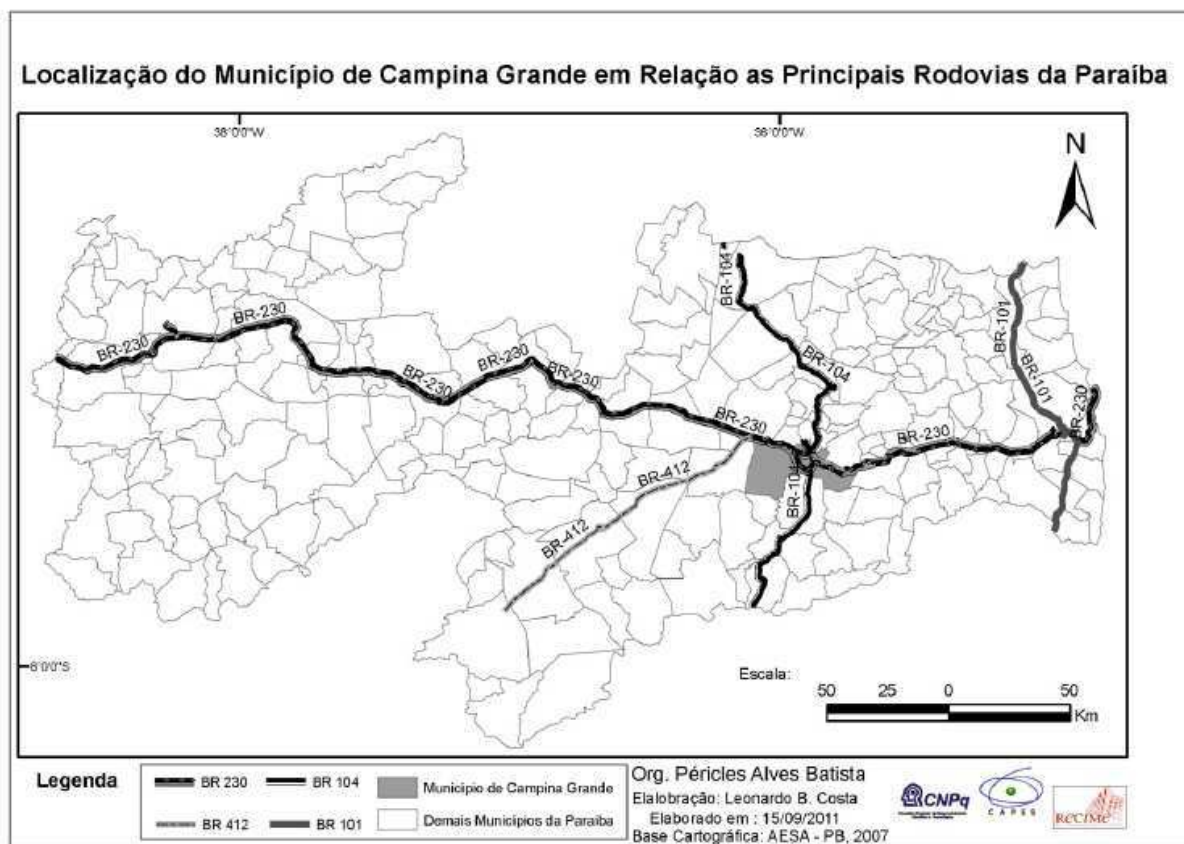 Localização do Município de Campina Grande em Relação as Principais Rodovias da Paraíba
38°0'0"W
36°0'0"W
N
BR-104
BR-101
BR-230
BR-230
BR-230
BR-104
BR-101
BR-230
BR-230
BR-230
BR-230
BR-230
BR-412
BR-104
BR-412
8°0'0"S
Escala:
50 25 0 50
Km
Legenda
BR 230
BR 104
Municipio de Campina Grande
BR 412
BR 101
Demais Municípios da Paraíba
Org. Péricles Alves Batista
Elalobração: Leonardo B. Costa
Elaborado em : 15/09/2011
Base Cartográfica: AESA - PB, 2007
CNPq
CAPES
ReCiMe